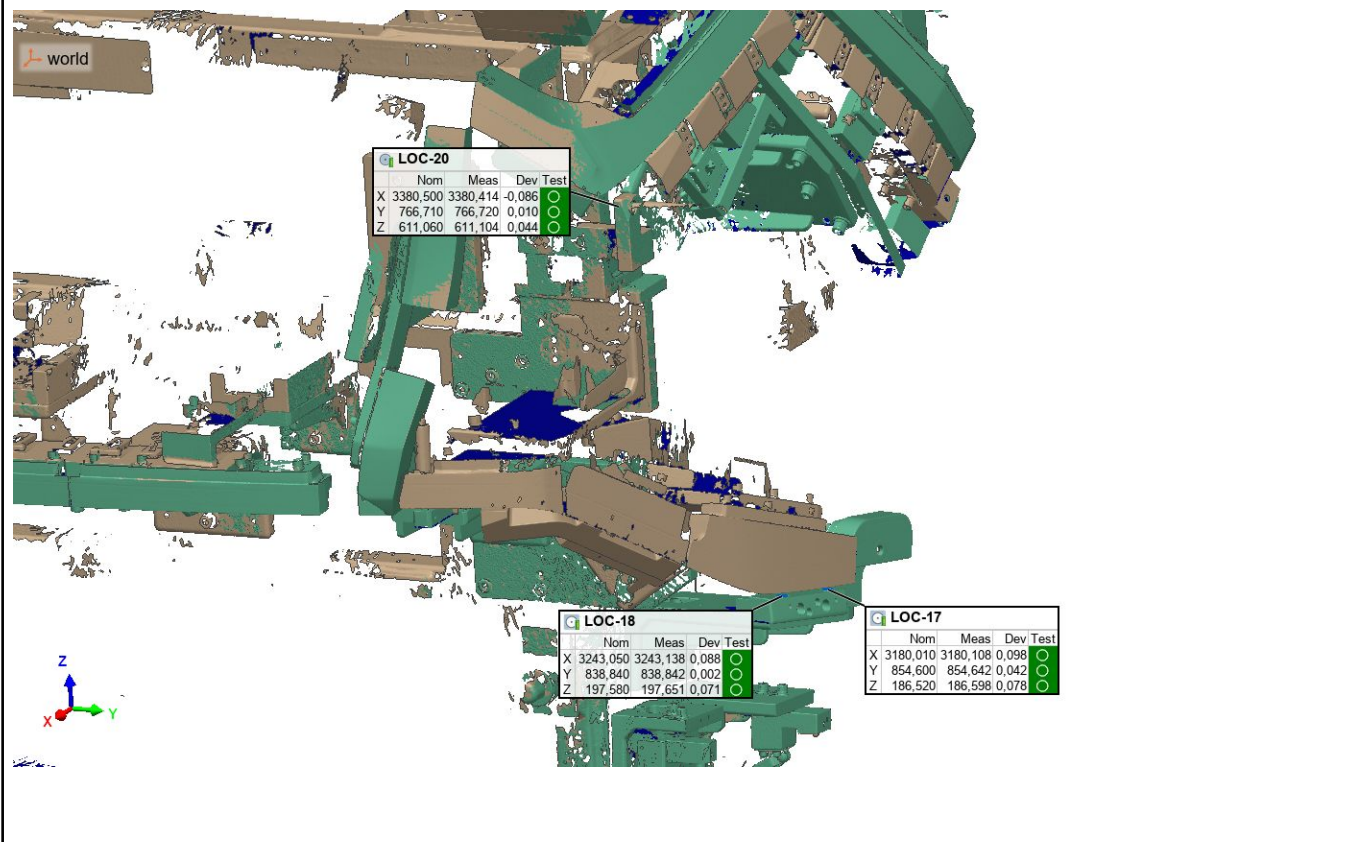 world
LOC-20
Nom Meas Dev Test
X 3380,500 3380,414 -0,086
Y 766,710 766,720 0,010
Z 611,060 611,104 0,044
LOC-18
Nom Meas Dev Test
X 3243,050 3243,138 0,088
Y 838,840 838,842 0,002
Z 197,580 197,651 0,071
LOC-17
Nom Meas Dev Test
X 3180,010 3180,108 0,098
Y 854,600 854,642 0,042
Z 186,520 186,598 0,078
Z
X
Y